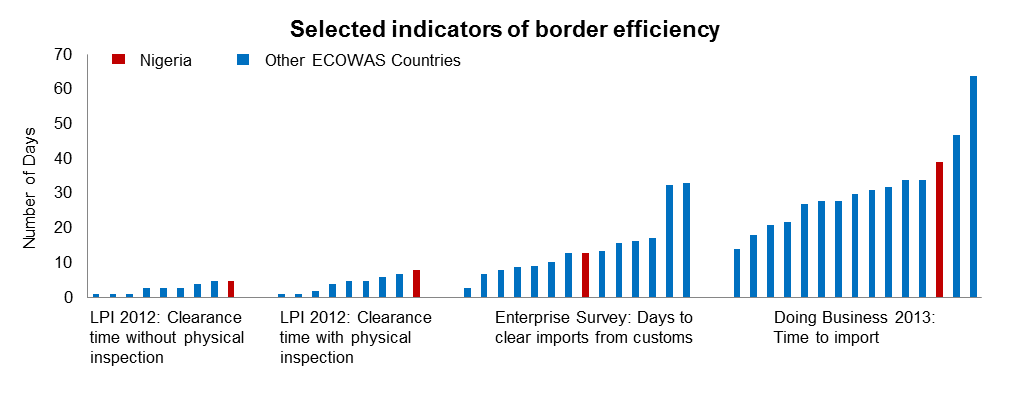 Selected indicators of border efficiency
70
60
50
40
30
20
10
0
Number of Days
Nigeria
Other ECOWAS Countries
LPI 2012: Clearance
time without physical
inspection
LPI 2012: Clearance
time with physical
inspection
Enterprise Survey: Days to
clear imports from customs
Doing Business 2013:
Time to import